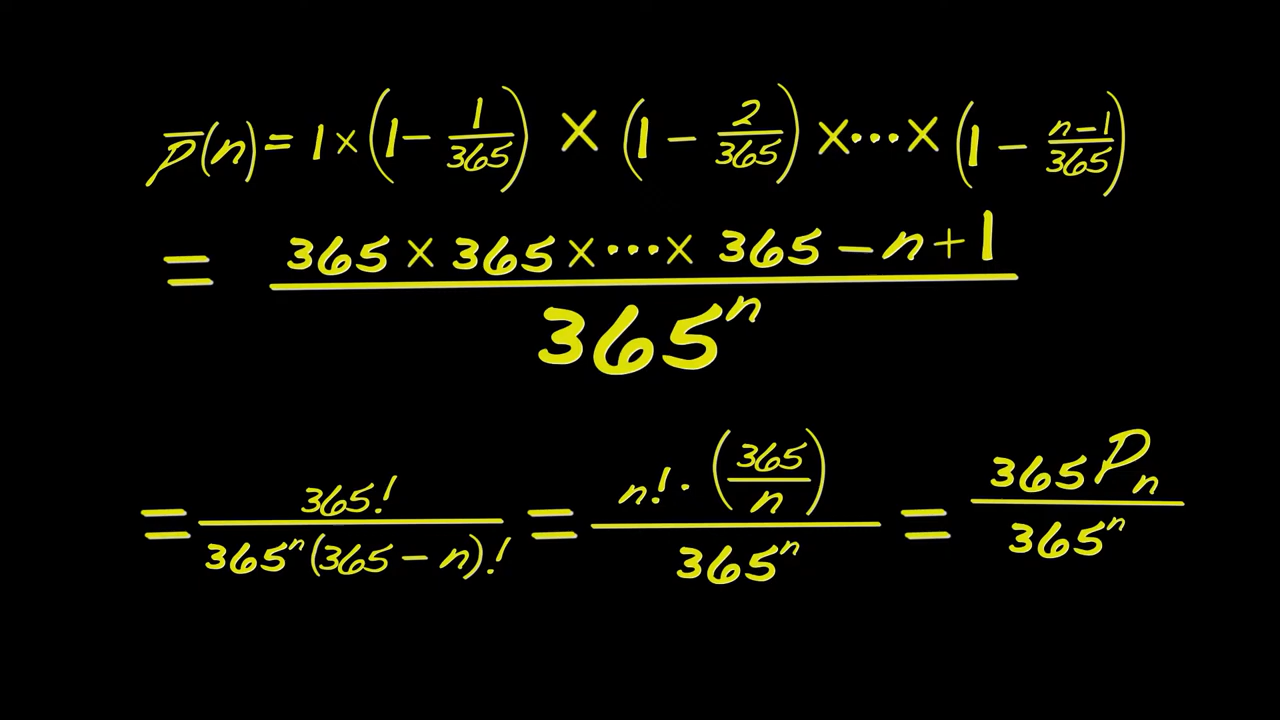 p̅(n) = 1 × (1 − 1/365) × (1 − 2/365) × ··· × (1 − n−1/365)
= 365 × 365 × ··· × 365 − n + 1 / 365ⁿ
= 365! / 365ⁿ(365 − n)! = n! · (365/n) / 365ⁿ = 365Pₙ / 365ⁿ